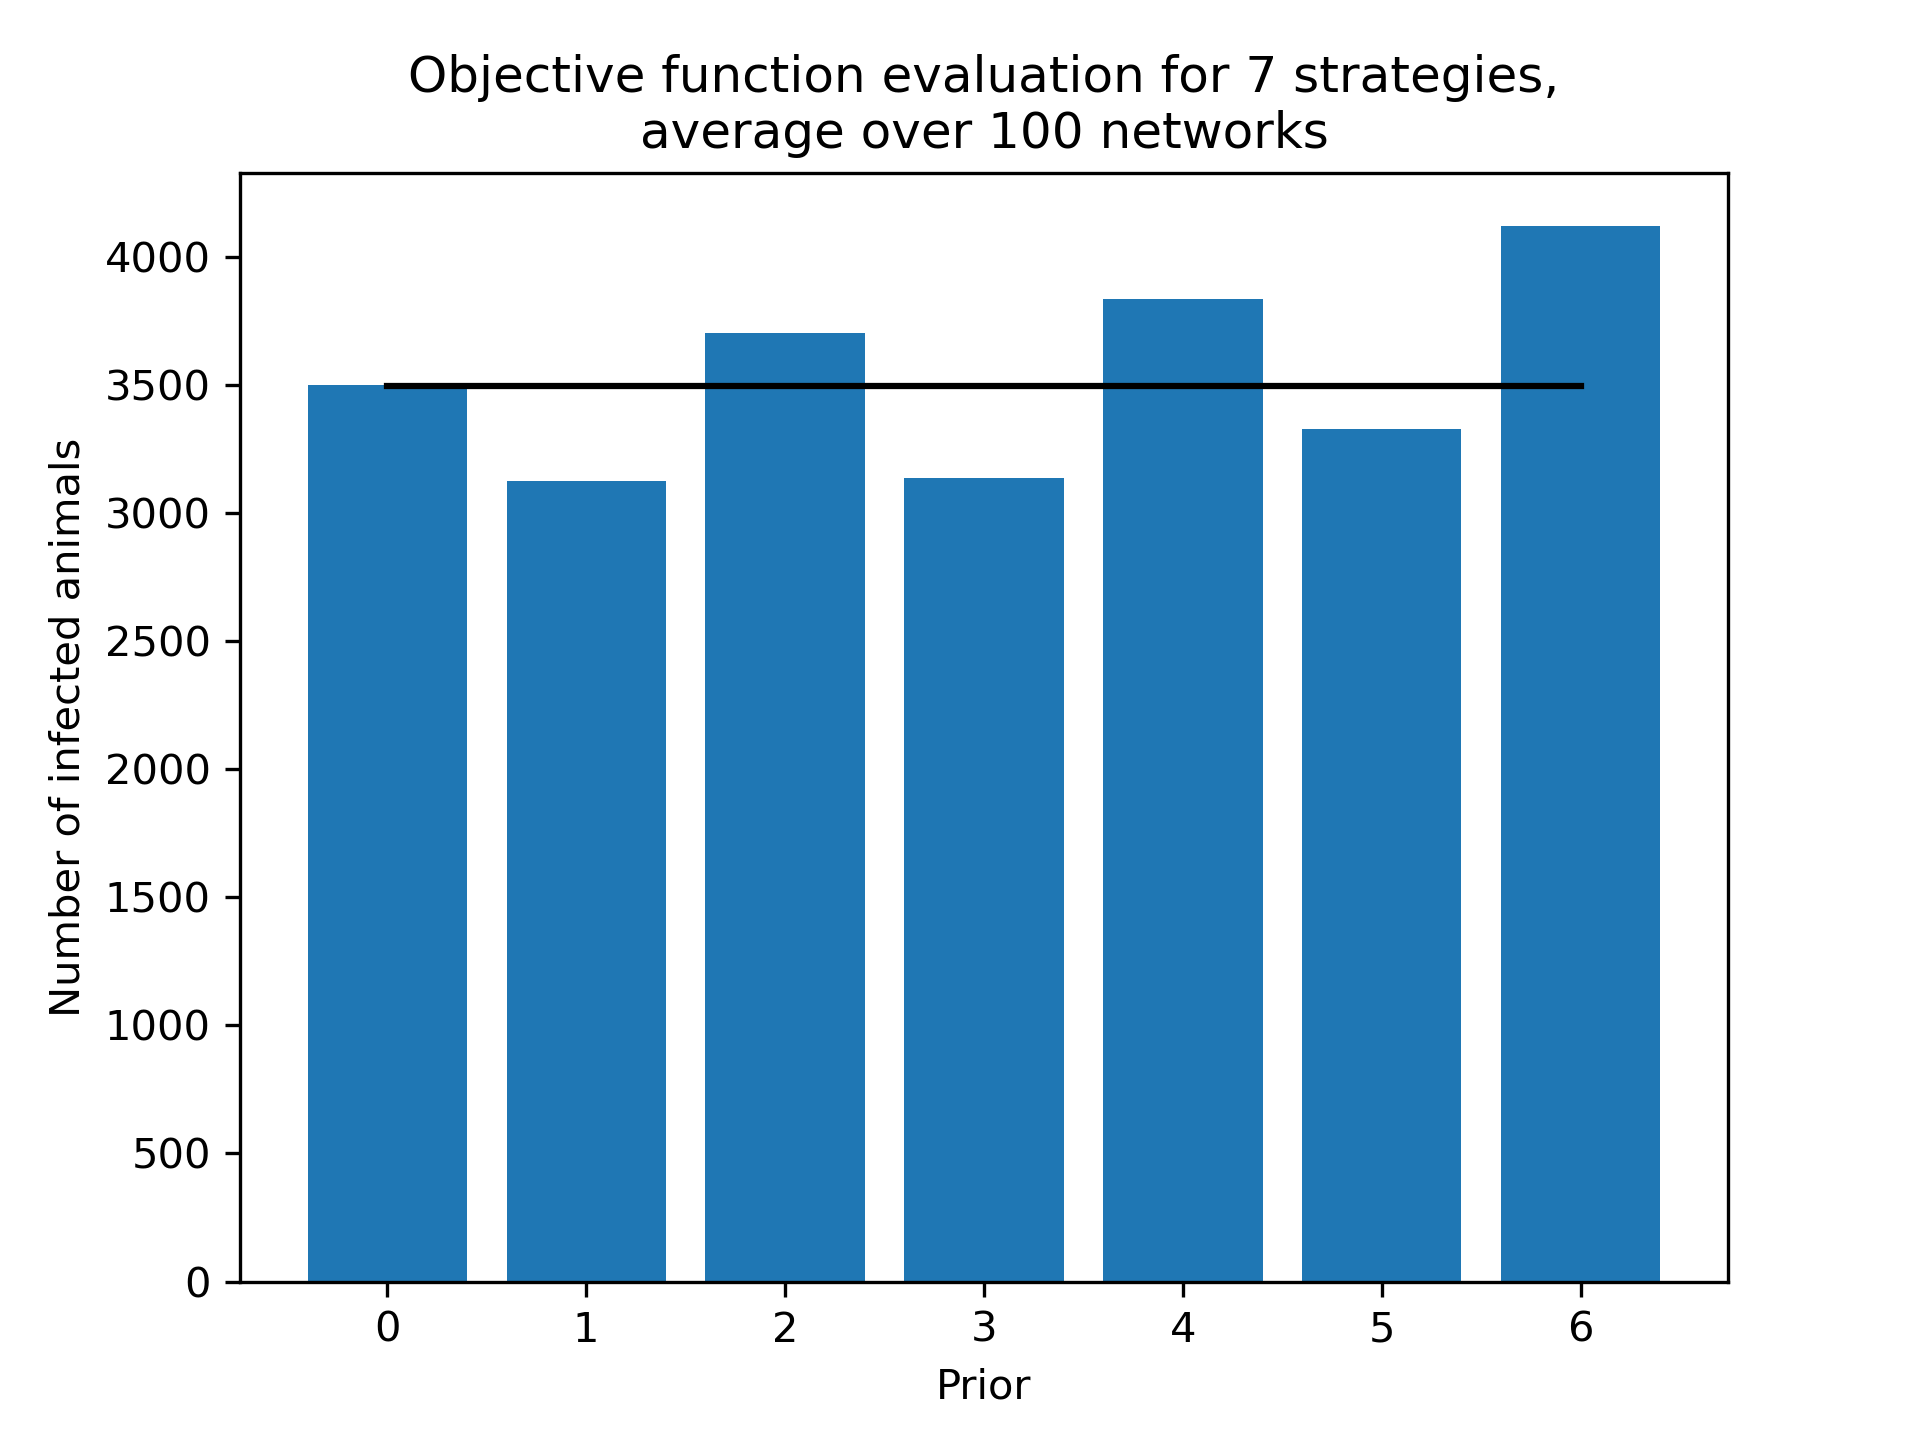 Objective function evaluation for 7 strategies,
average over 100 networks
4000
3500
3000
2500
2000
1500
1000
500
0
Number of infected animals
0 1 2 3 4 5 6
Prior